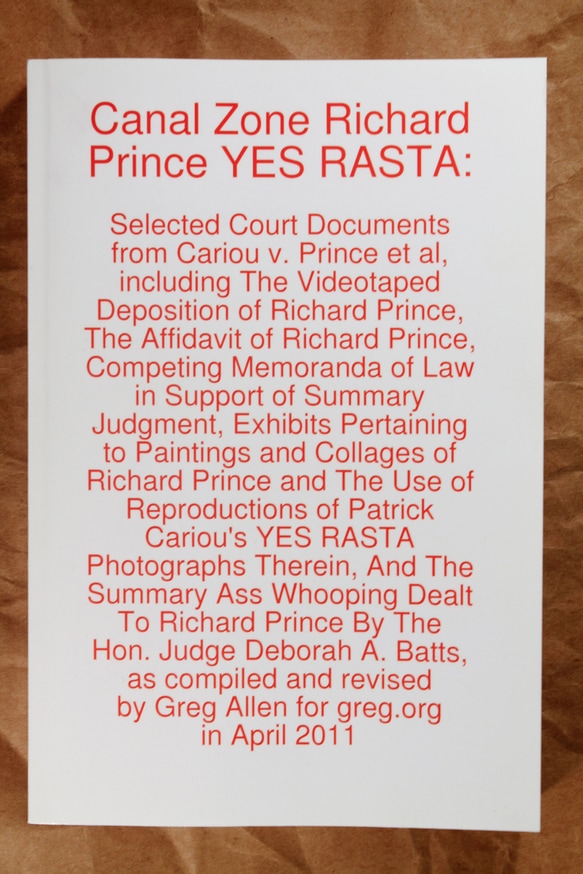 Canal Zone Richard
Prince YES RASTA:
Selected Court Documents
from Cariou v. Prince et al,
including The Videotaped
Deposition of Richard Prince,
The Affidavit of Richard Prince,
Competing Memoranda of Law
in Support of Summary
Judgment, Exhibits Pertaining
to Paintings and Collages of
Richard Prince and The Use of
Reproductions of Patrick
Cariou's YES RASTA
Photographs Therein, And The
Summary Ass Whooping Dealt
To Richard Prince By The
Hon. Judge Deborah A. Batts,
as compiled and revised
by Greg Allen for greg.org
in April 2011